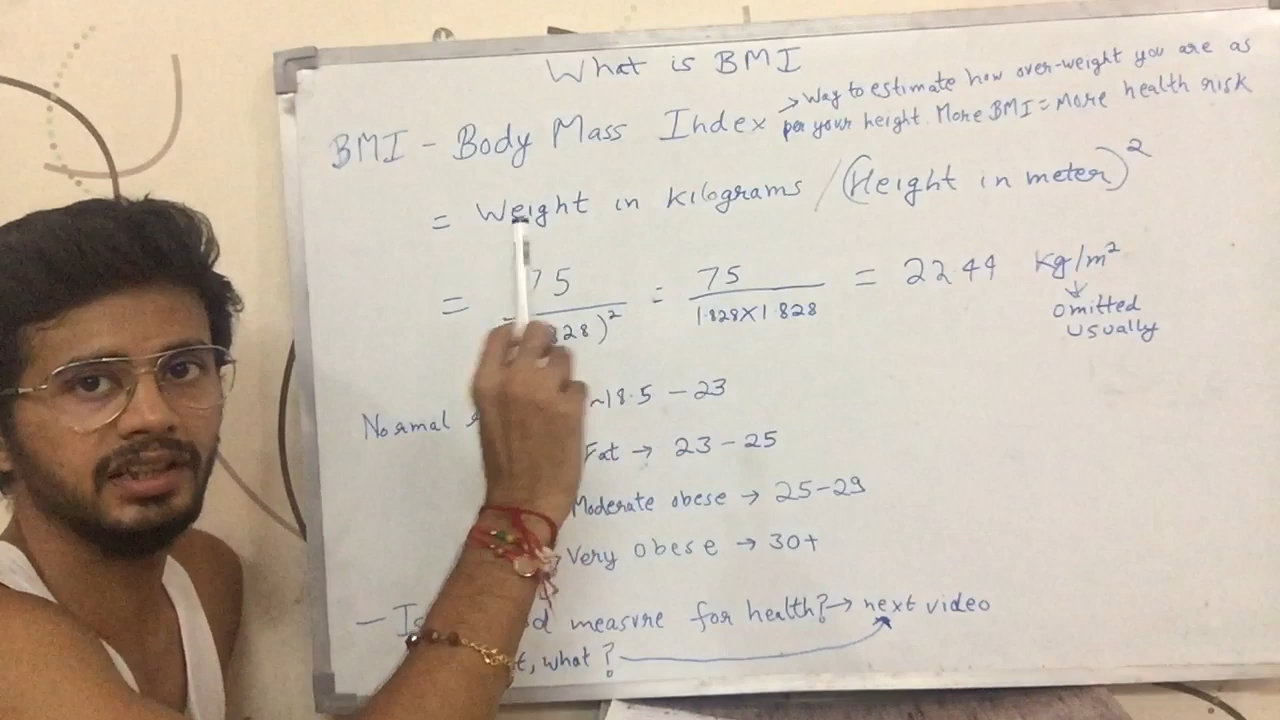 What is BMI
BMI - Body Mass Index → Way to estimate how over-weight you are as
per your height. More BMI = More health risk
= Weight in kilograms / (Height in meter)²
= 75 / 828)² = 75 / 1.828 X 1.828 = 22.44 kg/m²
omitted
usually
Normal ~18.5 - 23
Fat → 23 - 25
Moderate obese → 25-29
Very obese → 30+
- measure for health? → next video
what?